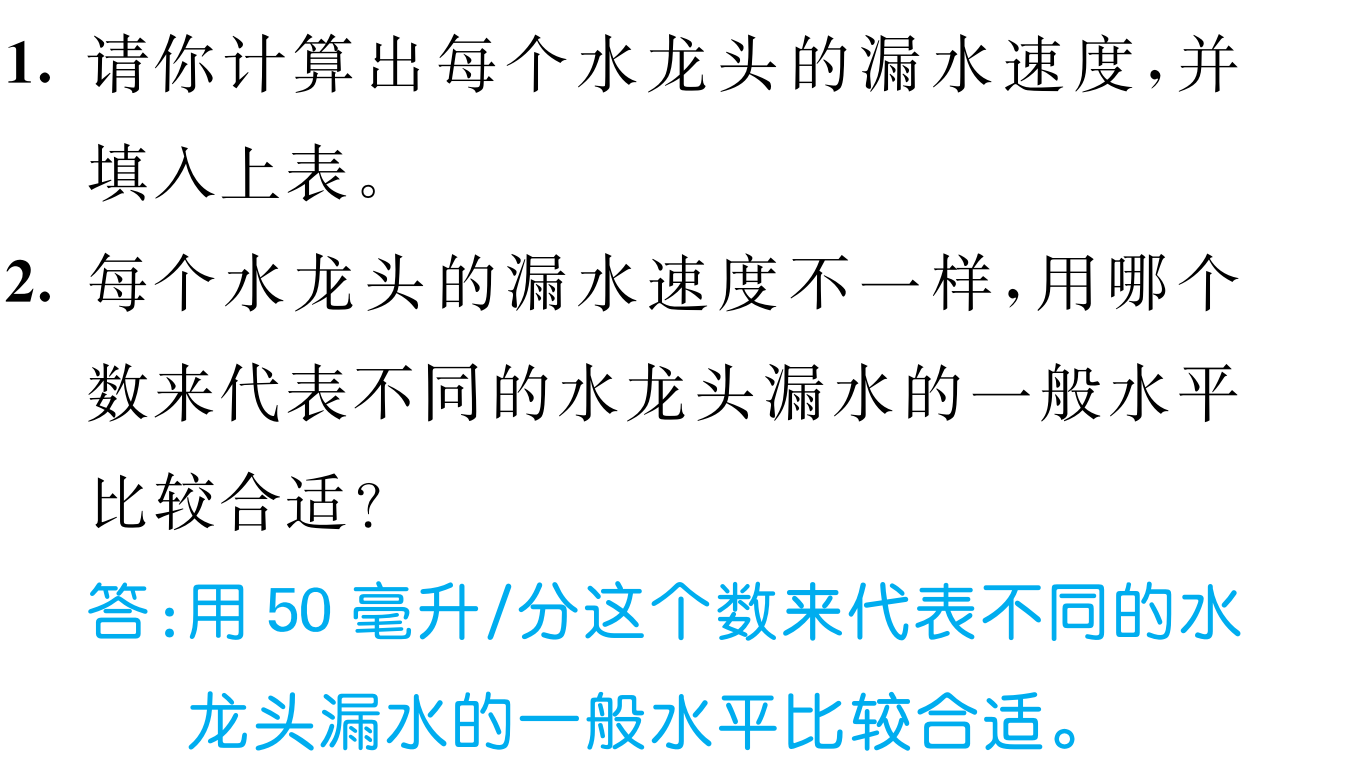 1. 请你计算出每个水龙头的漏水速度,并
填入上表。
2. 每个水龙头的漏水速度不一样,用哪个
数来代表不同的水龙头漏水的一般水平
比较合适?
答:用 50 毫升/分这个数来代表不同的水
龙头漏水的一般水平比较合适。